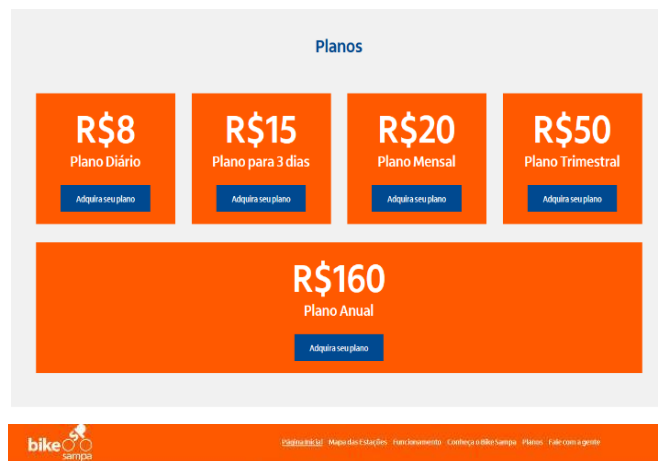 Planos
R$8
Plano Diário
Adquira seu plano
R$15
Plano para 3 dias
Adquira seu plano
R$20
Plano Mensal
Adquira seu plano
R$50
Plano Trimestral
Adquira seu plano
R$160
Plano Anual
Adquira seu plano
bike
sampa
Página Inicial Mapa das Estações Funcionamento Conheça o Bike Sampa Planos Fale com a gente